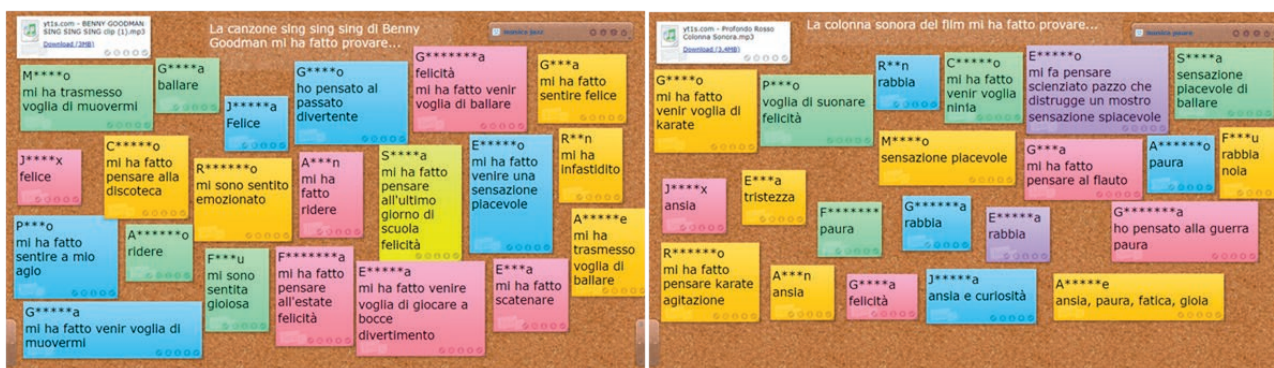 yt1s.com - BENNY GOODMAN
SING SING SING clip (1).mp3
Download (3MB)
La canzone sing sing sing di Benny
Goodman mi ha fatto provare...
M****o
mi ha trasmesso
voglia di muovermi
G****a
ballare
J*****a
Felice
G****o
ho pensato al
passato
divertente
G*******a
felicità
mi ha fatto venir
voglia di ballare
G***a
mi ha fatto
sentire felice
J****x
felice
C*****o
mi ha fatto
pensare alla
discoteca
R******o
mi sono sentito
emozionato
A***n
mi ha
fatto
ridere
S****a
mi ha fatto
pensare
all'ultimo
giorno di
scuola
felicità
E*****o
mi ha fatto
venire una
sensazione
piacevole
R**n
mi ha
infastidito
P***o
mi ha fatto
sentire a mio
agio
A******o
ridere
F***u
mi sono
sentita
gioiosa
F*******a
mi ha fatto
pensare
all'estate
felicità
E*****a
mi ha fatto venire
voglia di giocare a
bocce
divertimento
E***a
mi ha fatto
scatenare
A*****e
mi ha
trasmesso
voglia di
ballare
G*****a
mi ha fatto venir voglia di
muovermi
yt1s.com - Profondo Rosso
Colonna Sonora.mp3
Download (3.4MB)
La colonna sonora del film mi ha fatto provare...
G****o
mi ha fatto
venir voglia di
karate
P***o
voglia di suonare
felicità
R**n
rabbia
C*****o
mi ha fatto
venir voglia
ninja
E*****o
mi fa pensare
scienziato pazzo che
distrugge un mostro
sensazione spiacevole
S****a
sensazione
piacevole di
ballare
M****o
sensazione piacevole
G***a
mi ha fatto
pensare al flauto
A******o
paura
F***u
rabbia
noia
J****x
ansia
E***a
tristezza
F*******
paura
G******a
rabbia
E*****a
rabbia
G*******a
ho pensato alla guerra
paura
R******o
mi ha fatto
pensare karate
agitazione
A***n
ansia
G****a
felicità
J*****a
ansia e curiosità
A*****e
ansia, paura, fatica, gioia